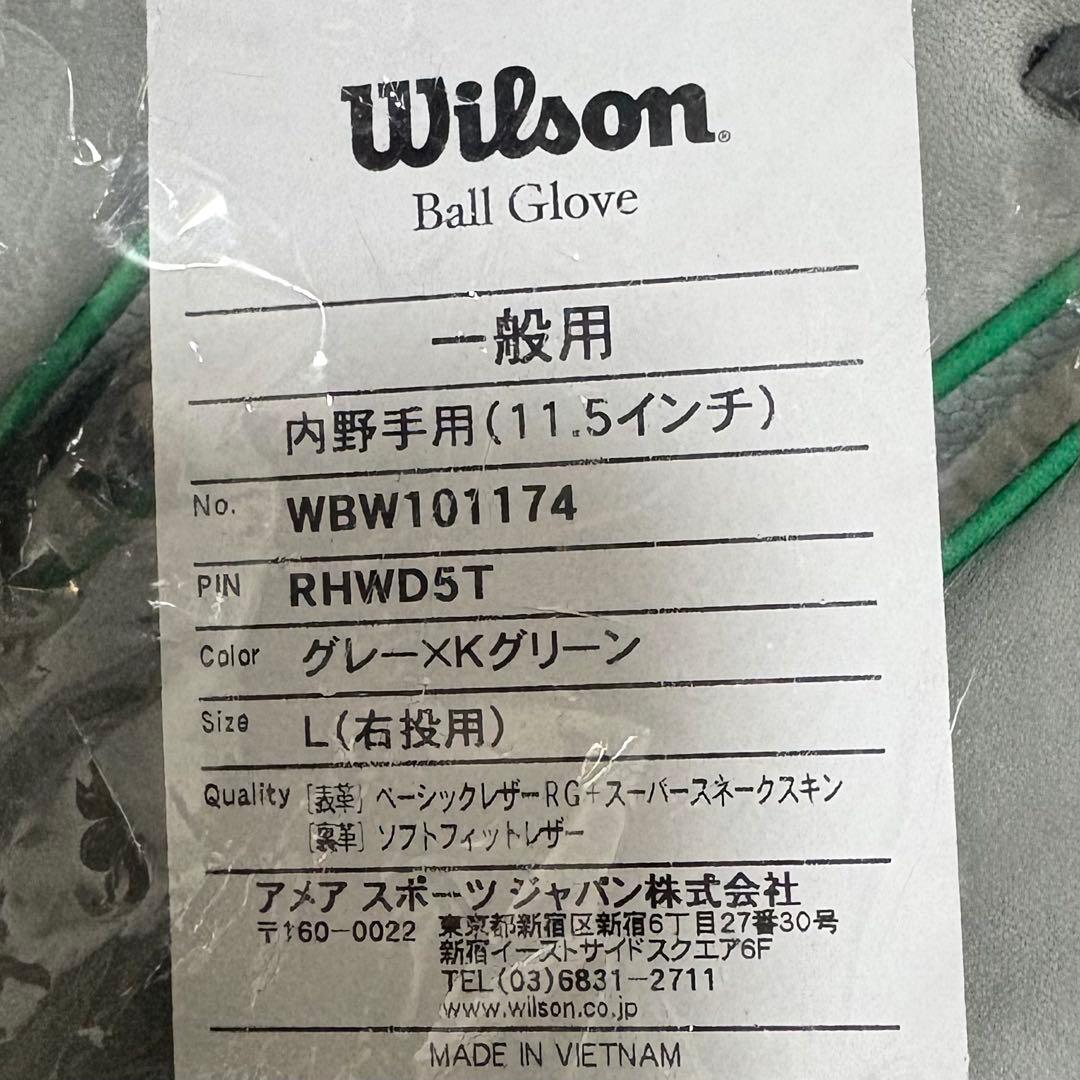 Wilson®
Ball Glove
一般用
内野手用(11.5インチ)
No. WBW101174
PIN RHWD5T
Color グレー×Kグリーン
Size L(右投用)
Quality [表革] ベーシックレザーRG+スーパースネークスキン
[裏革] ソフトフィットレザー
アメア スポーツ ジャパン株式会社
〒160-0022 東京都新宿区新宿6丁目27番30号
新宿イーストサイドスクエア6F
TEL(03)6831-2711
www.wilson.co.jp
MADE IN VIETNAM